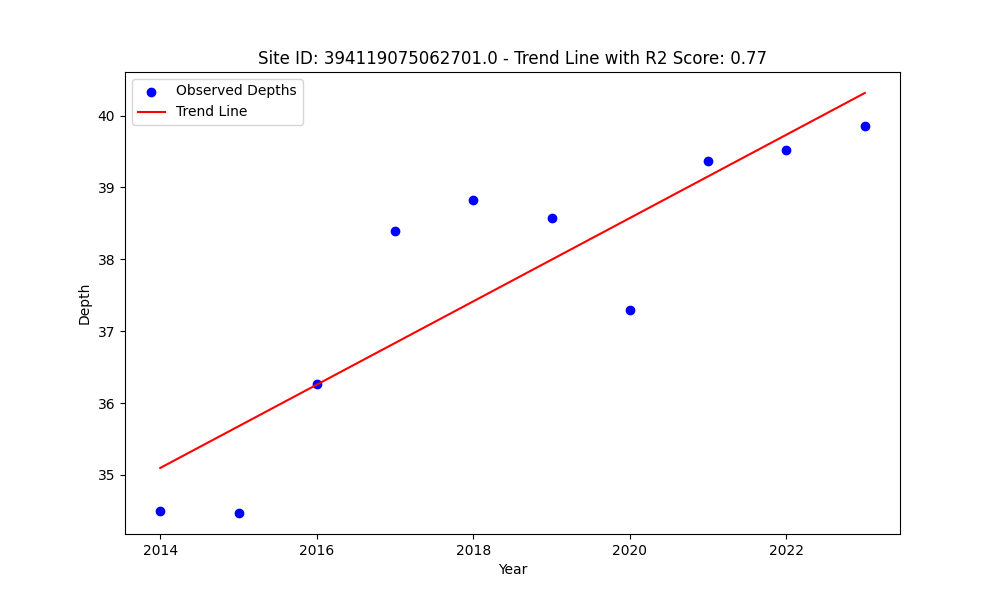 Site ID: 394119075062701.0 - Trend Line with R2 Score: 0.77
Observed Depths
Trend Line
40
39
38
37
36
35
Depth
2014
2016
2018
2020
2022
Year